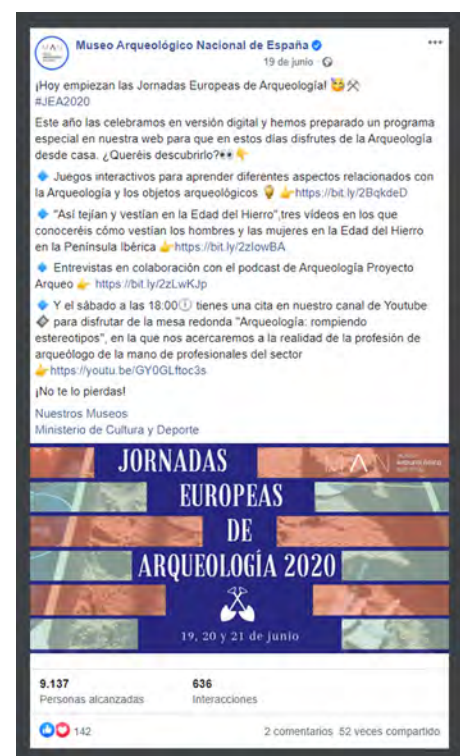 MAN
Museo Arqueológico Nacional de España
19 de junio ·
¡Hoy empiezan las Jornadas Europeas de Arqueología! 😇⚒
#JEA2020
Este año las celebramos en versión digital y hemos preparado un programa
especial en nuestra web para que en estos días disfrutes de la Arqueología
desde casa. ¿Queréis descubrirlo?👀👇
🔹 Juegos interactivos para aprender diferentes aspectos relacionados con
la Arqueología y los objetos arqueológicos 🏺 👉https://bit.ly/2BqkdeD
🔹 "Así tejían y vestían en la Edad del Hierro",tres vídeos en los que
conoceréis cómo vestían los hombres y las mujeres en la Edad del Hierro
en la Península Ibérica 👉https://bit.ly/2zIowBA
🔹 Entrevistas en colaboración con el podcast de Arqueología Proyecto
Arqueo 👉 https://bit.ly/2zLwKJp
🔹 Y el sábado a las 18:00🕕 tienes una cita en nuestro canal de Youtube
para disfrutar de la mesa redonda "Arqueología: rompiendo
estereotipos", en la que nos acercaremos a la realidad de la profesión de
arqueólogo de la mano de profesionales del sector
👉https://youtu.be/GY0GLftoc3s
¡No te lo pierdas!
Nuestros Museos
Ministerio de Cultura y Deporte
MAN
JORNADAS
EUROPEAS
DE
ARQUEOLOGÍA 2020
19, 20 y 21 de junio
9.137
Personas alcanzadas
636
Interacciones
142
2 comentarios 52 veces compartido